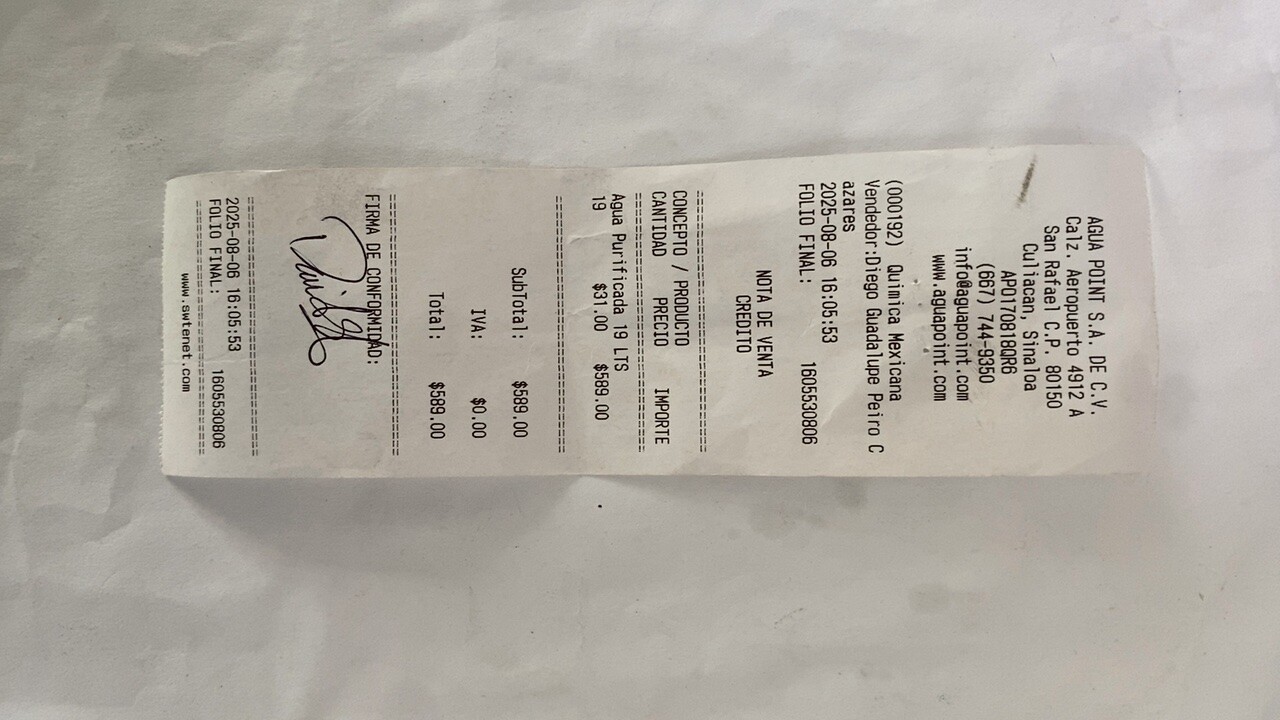 AGUA POINT S.A. DE C.V.
Calz. Aeropuerto 4912 A
San Rafael C.P. 80150
Culiacan, Sinaloa
APO170818QR6
(667) 744-9350
info@aguapoint.com
www.aguapoint.com
(000192) Quimica Mexicana
Vendedor:Diego Guadalupe Peiro C
azares
2025-08-06 16:05:53
FOLIO FINAL: 1605530806
NOTA DE VENTA
CREDITO
CONCEPTO / PRODUCTO
CANTIDAD PRECIO IMPORTE
Agua Purificada 19 LTS
19 $31.00 $589.00
SubTotal: $589.00
IVA: $0.00
Total: $589.00
FIRMA DE CONFORMIDAD:
2025-08-06 16:05:53
FOLIO FINAL: 1605530806
www.swtenet.com